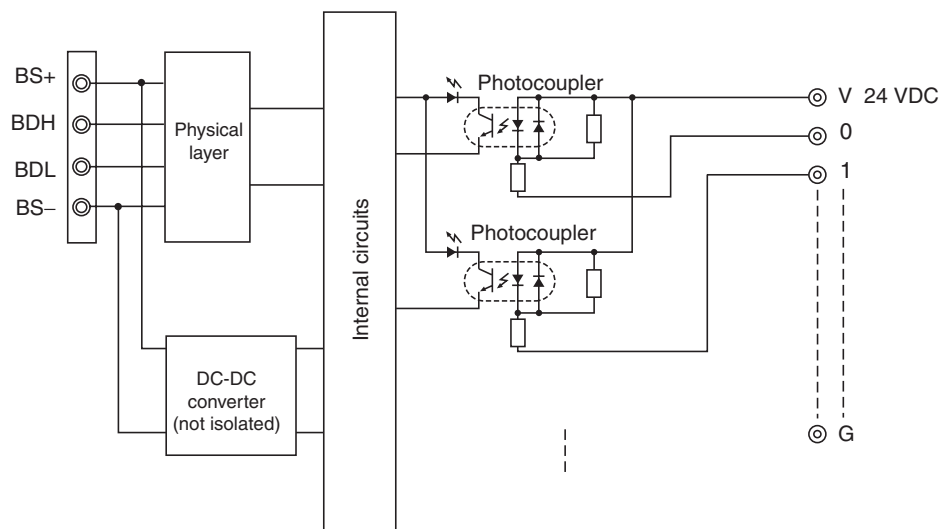 BS+
BDH
BDL
BS−
Physical
layer
DC-DC
converter
(not isolated)
Internal circuits
Photocoupler
Photocoupler
V 24 VDC
0
1
G